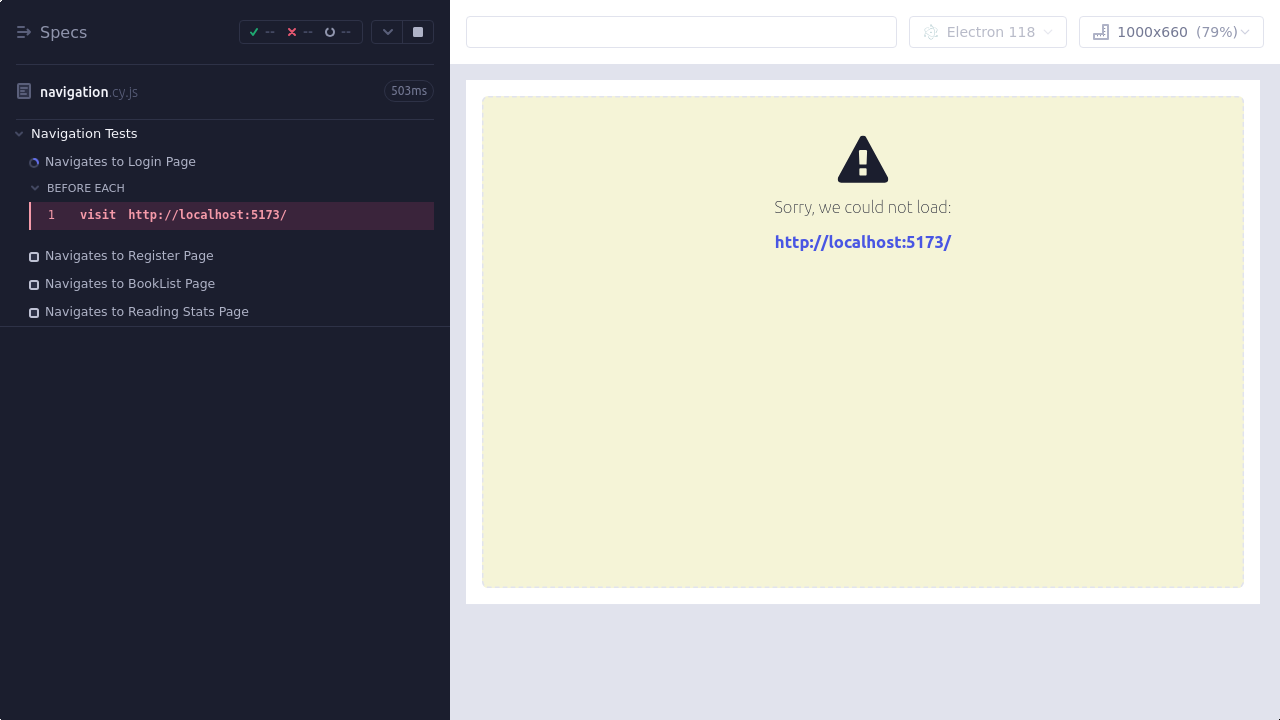 Specs
-- -- --
navigation.cy.js 503ms
Navigation Tests
Navigates to Login Page
BEFORE EACH
1 visit http://localhost:5173/
Navigates to Register Page
Navigates to BookList Page
Navigates to Reading Stats Page
Electron 118
1000x660 (79%)
Sorry, we could not load:
http://localhost:5173/